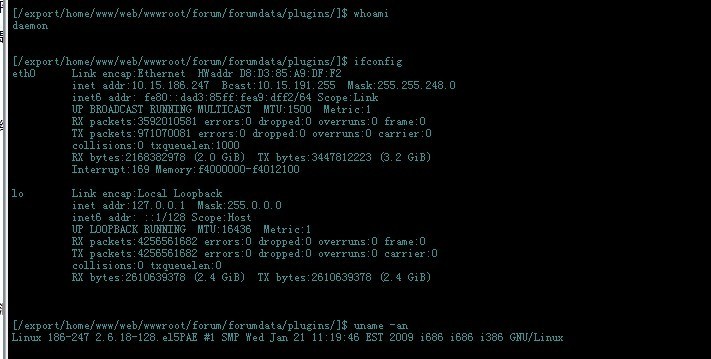 [/export/home/www/web/wwwroot/forum/forumdata/plugins/]$ whoami
daemon
[/export/home/www/web/wwwroot/forum/forumdata/plugins/]$ ifconfig
eth0 Link encap:Ethernet HWaddr D8:D3:85:A9:DF:F2
inet addr:10.15.186.247 Bcast:10.15.191.255 Mask:255.255.248.0
inet6 addr: fe80::dad3:85ff:fea9:dff2/64 Scope:Link
UP BROADCAST RUNNING MULTICAST MTU:1500 Metric:1
RX packets:3592010581 errors:0 dropped:0 overruns:0 frame:0
TX packets:971070081 errors:0 dropped:0 overruns:0 carrier:0
collisions:0 txqueuelen:1000
RX bytes:2168382978 (2.0 GiB) TX bytes:3447812223 (3.2 GiB)
Interrupt:169 Memory:f4000000-f4012100
lo Link encap:Local Loopback
inet addr:127.0.0.1 Mask:255.0.0.0
inet6 addr: ::1/128 Scope:Host
UP LOOPBACK RUNNING MTU:16436 Metric:1
RX packets:4256561682 errors:0 dropped:0 overruns:0 frame:0
TX packets:4256561682 errors:0 dropped:0 overruns:0 carrier:0
collisions:0 txqueuelen:0
RX bytes:2610639378 (2.4 GiB) TX bytes:2610639378 (2.4 GiB)
[/export/home/www/web/wwwroot/forum/forumdata/plugins/]$ uname -an
Linux 186-247 2.6.18-128.el5PAE #1 SMP Wed Jan 21 11:19:46 EST 2009 i686 i686 i386 GNU/Linux